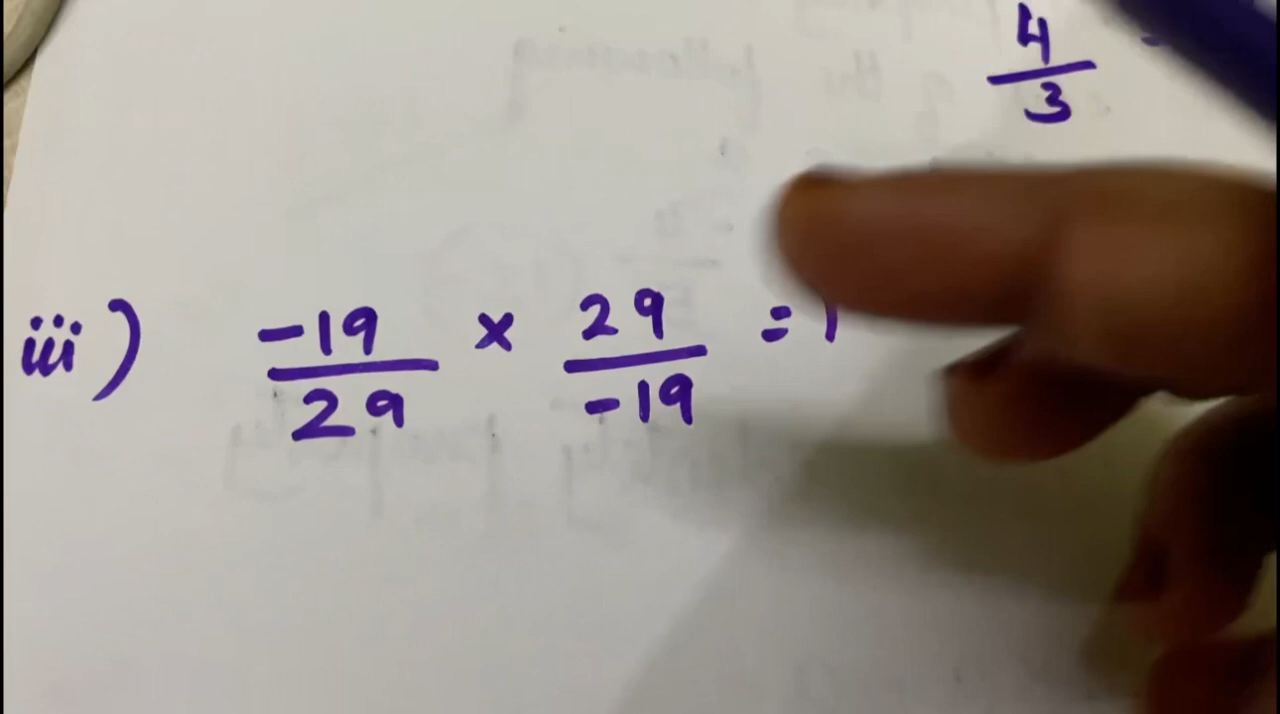 4
3
iii) -19 × 29 = 1
29 -19